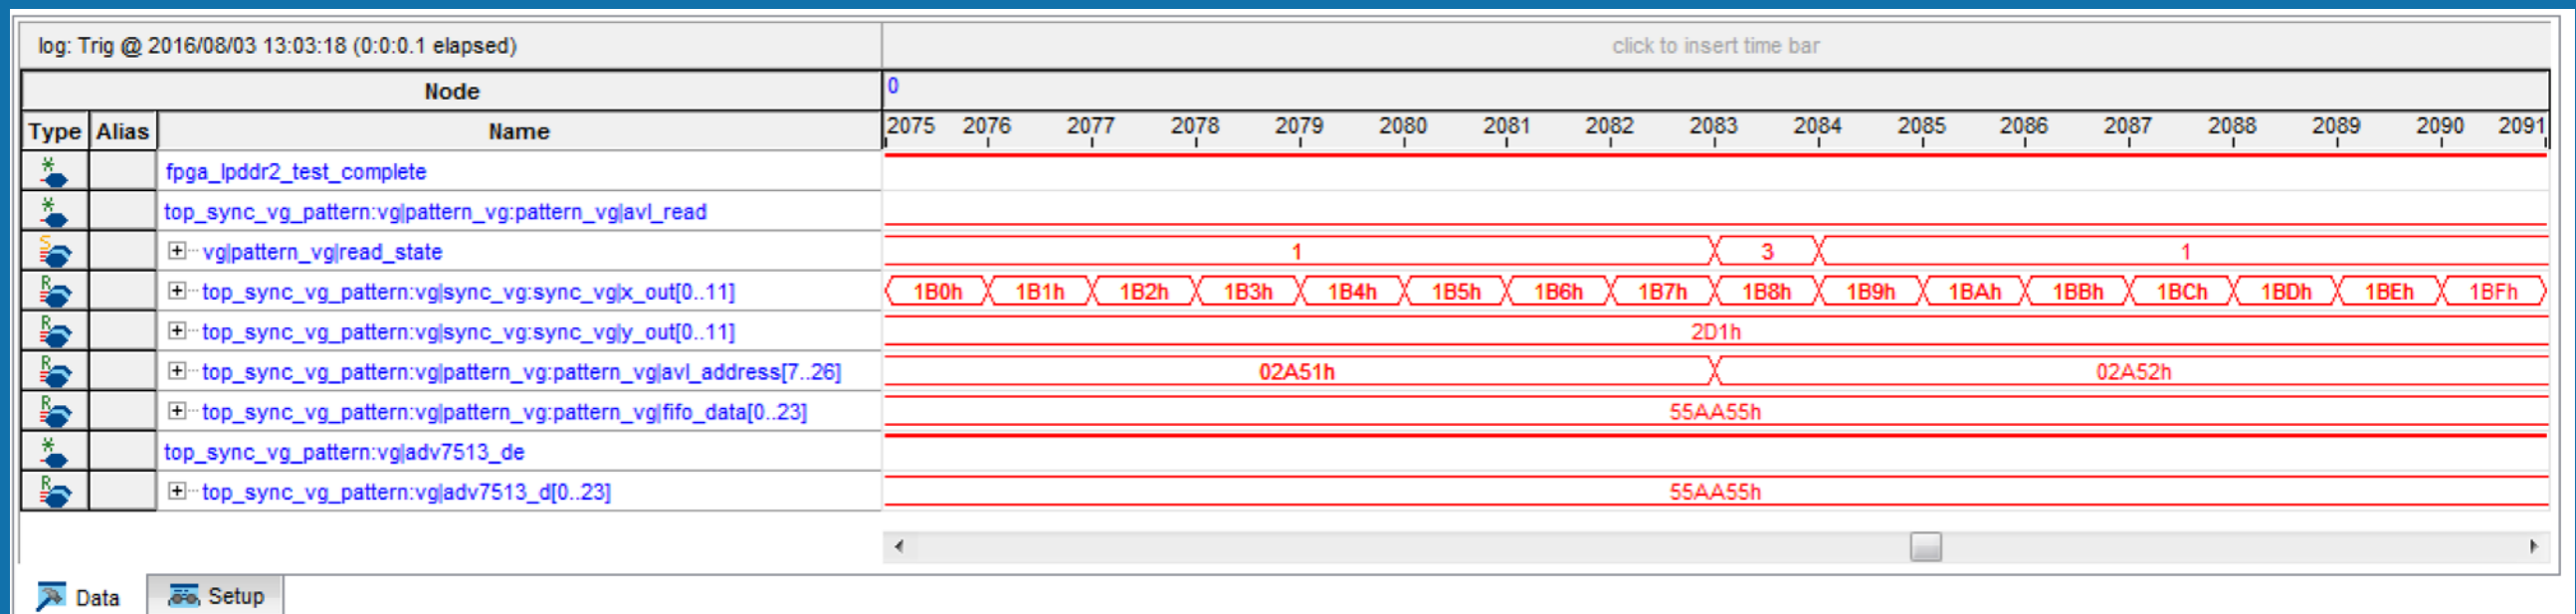 log: Trig @ 2016/08/03 13:03:18 (0:0:0.1 elapsed) click to insert time bar
Node 0
Type Alias Name 2075 2076 2077 2078 2079 2080 2081 2082 2083 2084 2085 2086 2087 2088 2089 2090 2091
* fpga_lpddr2_test_complete
* top_sync_vg_pattern:vg|pattern_vg:pattern_vg|avl_read
S vg|pattern_vg|read_state 1 3 1
R top_sync_vg_pattern:vg|sync_vg:sync_vg|x_out[0..11] 1B0h 1B1h 1B2h 1B3h 1B4h 1B5h 1B6h 1B7h 1B8h 1B9h 1BAh 1BBh 1BCh 1BDh 1BEh 1BFh
R top_sync_vg_pattern:vg|sync_vg:sync_vg|y_out[0..11] 2D1h
R top_sync_vg_pattern:vg|pattern_vg:pattern_vg|avl_address[7..26] 02A51h 02A52h
R top_sync_vg_pattern:vg|pattern_vg:pattern_vg|fifo_data[0..23] 55AA55h
* top_sync_vg_pattern:vg|adv7513_de
R top_sync_vg_pattern:vg|adv7513_d[0..23] 55AA55h
Data Setup